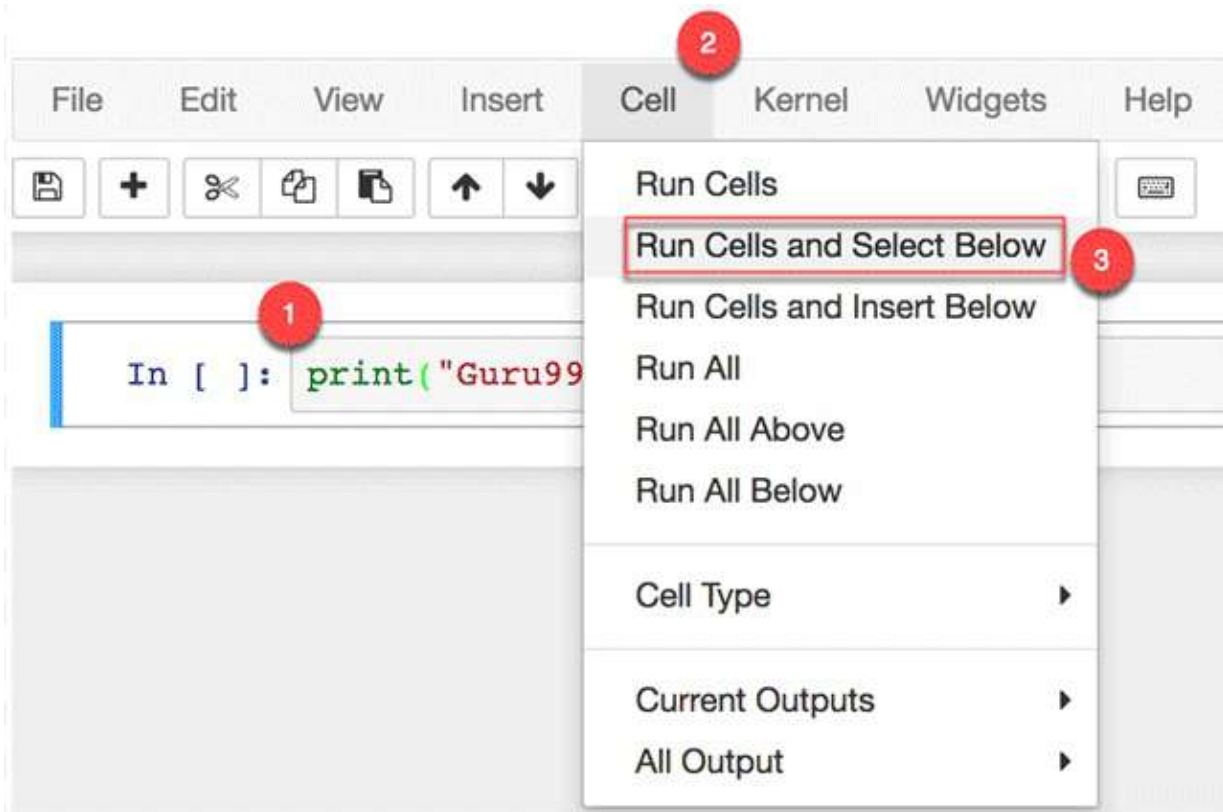 2
File Edit View Insert Cell Kernel Widgets Help
Run Cells
Run Cells and Select Below
3
Run Cells and Insert Below
1
In [ ]: print("Guru99
Run All
Run All Above
Run All Below
Cell Type
Current Outputs
All Output